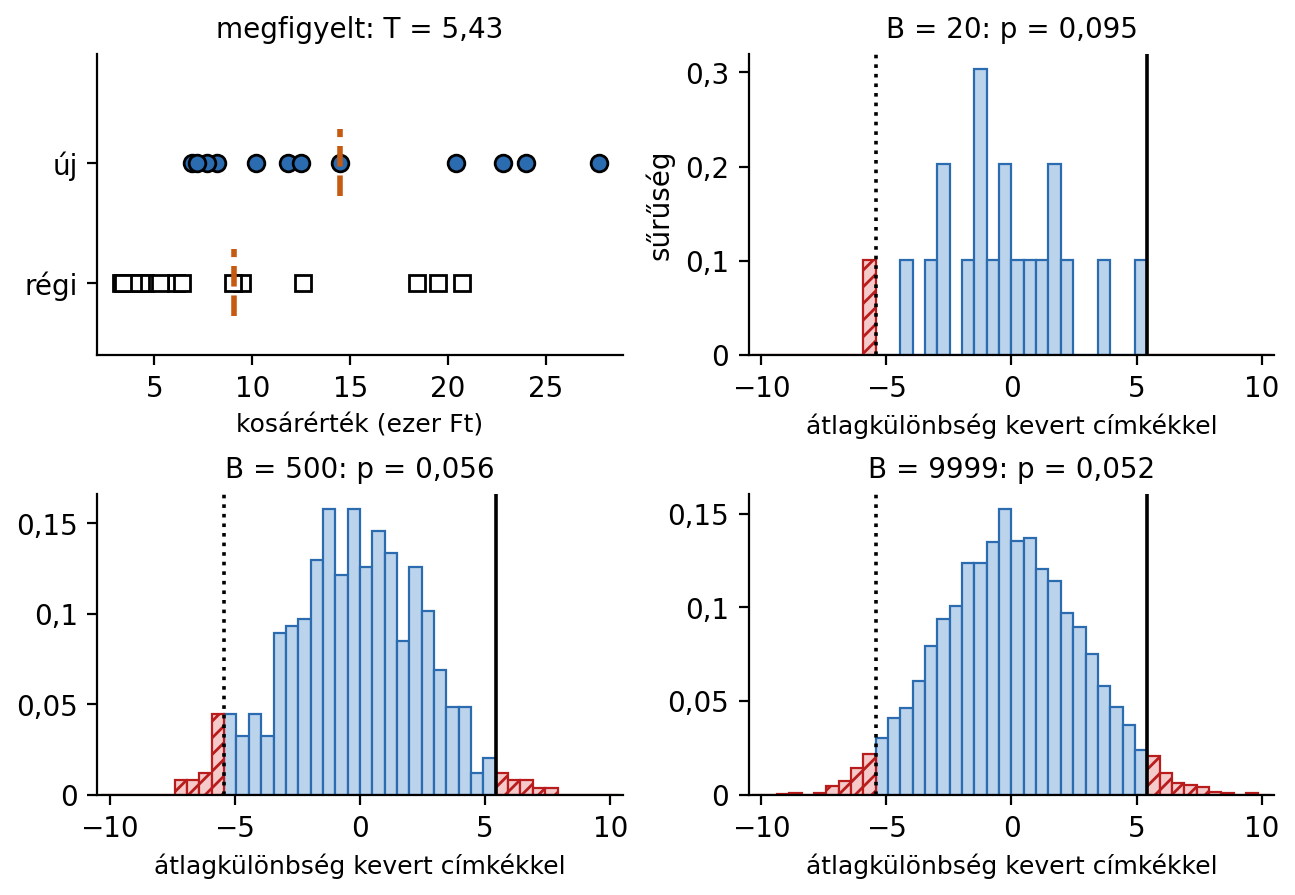 megfigyelt: T = 5,43
új
régi
5 10 15 20 25
kosárérték (ezer Ft)
B = 20: p = 0,095
sűrűség
0,3
0,2
0,1
0
−10 −5 0 5 10
átlagkülönbség kevert címkékkel
B = 500: p = 0,056
0,15
0,1
0,05
0
−10 −5 0 5 10
átlagkülönbség kevert címkékkel
B = 9999: p = 0,052
0,15
0,1
0,05
0
−10 −5 0 5 10
átlagkülönbség kevert címkékkel